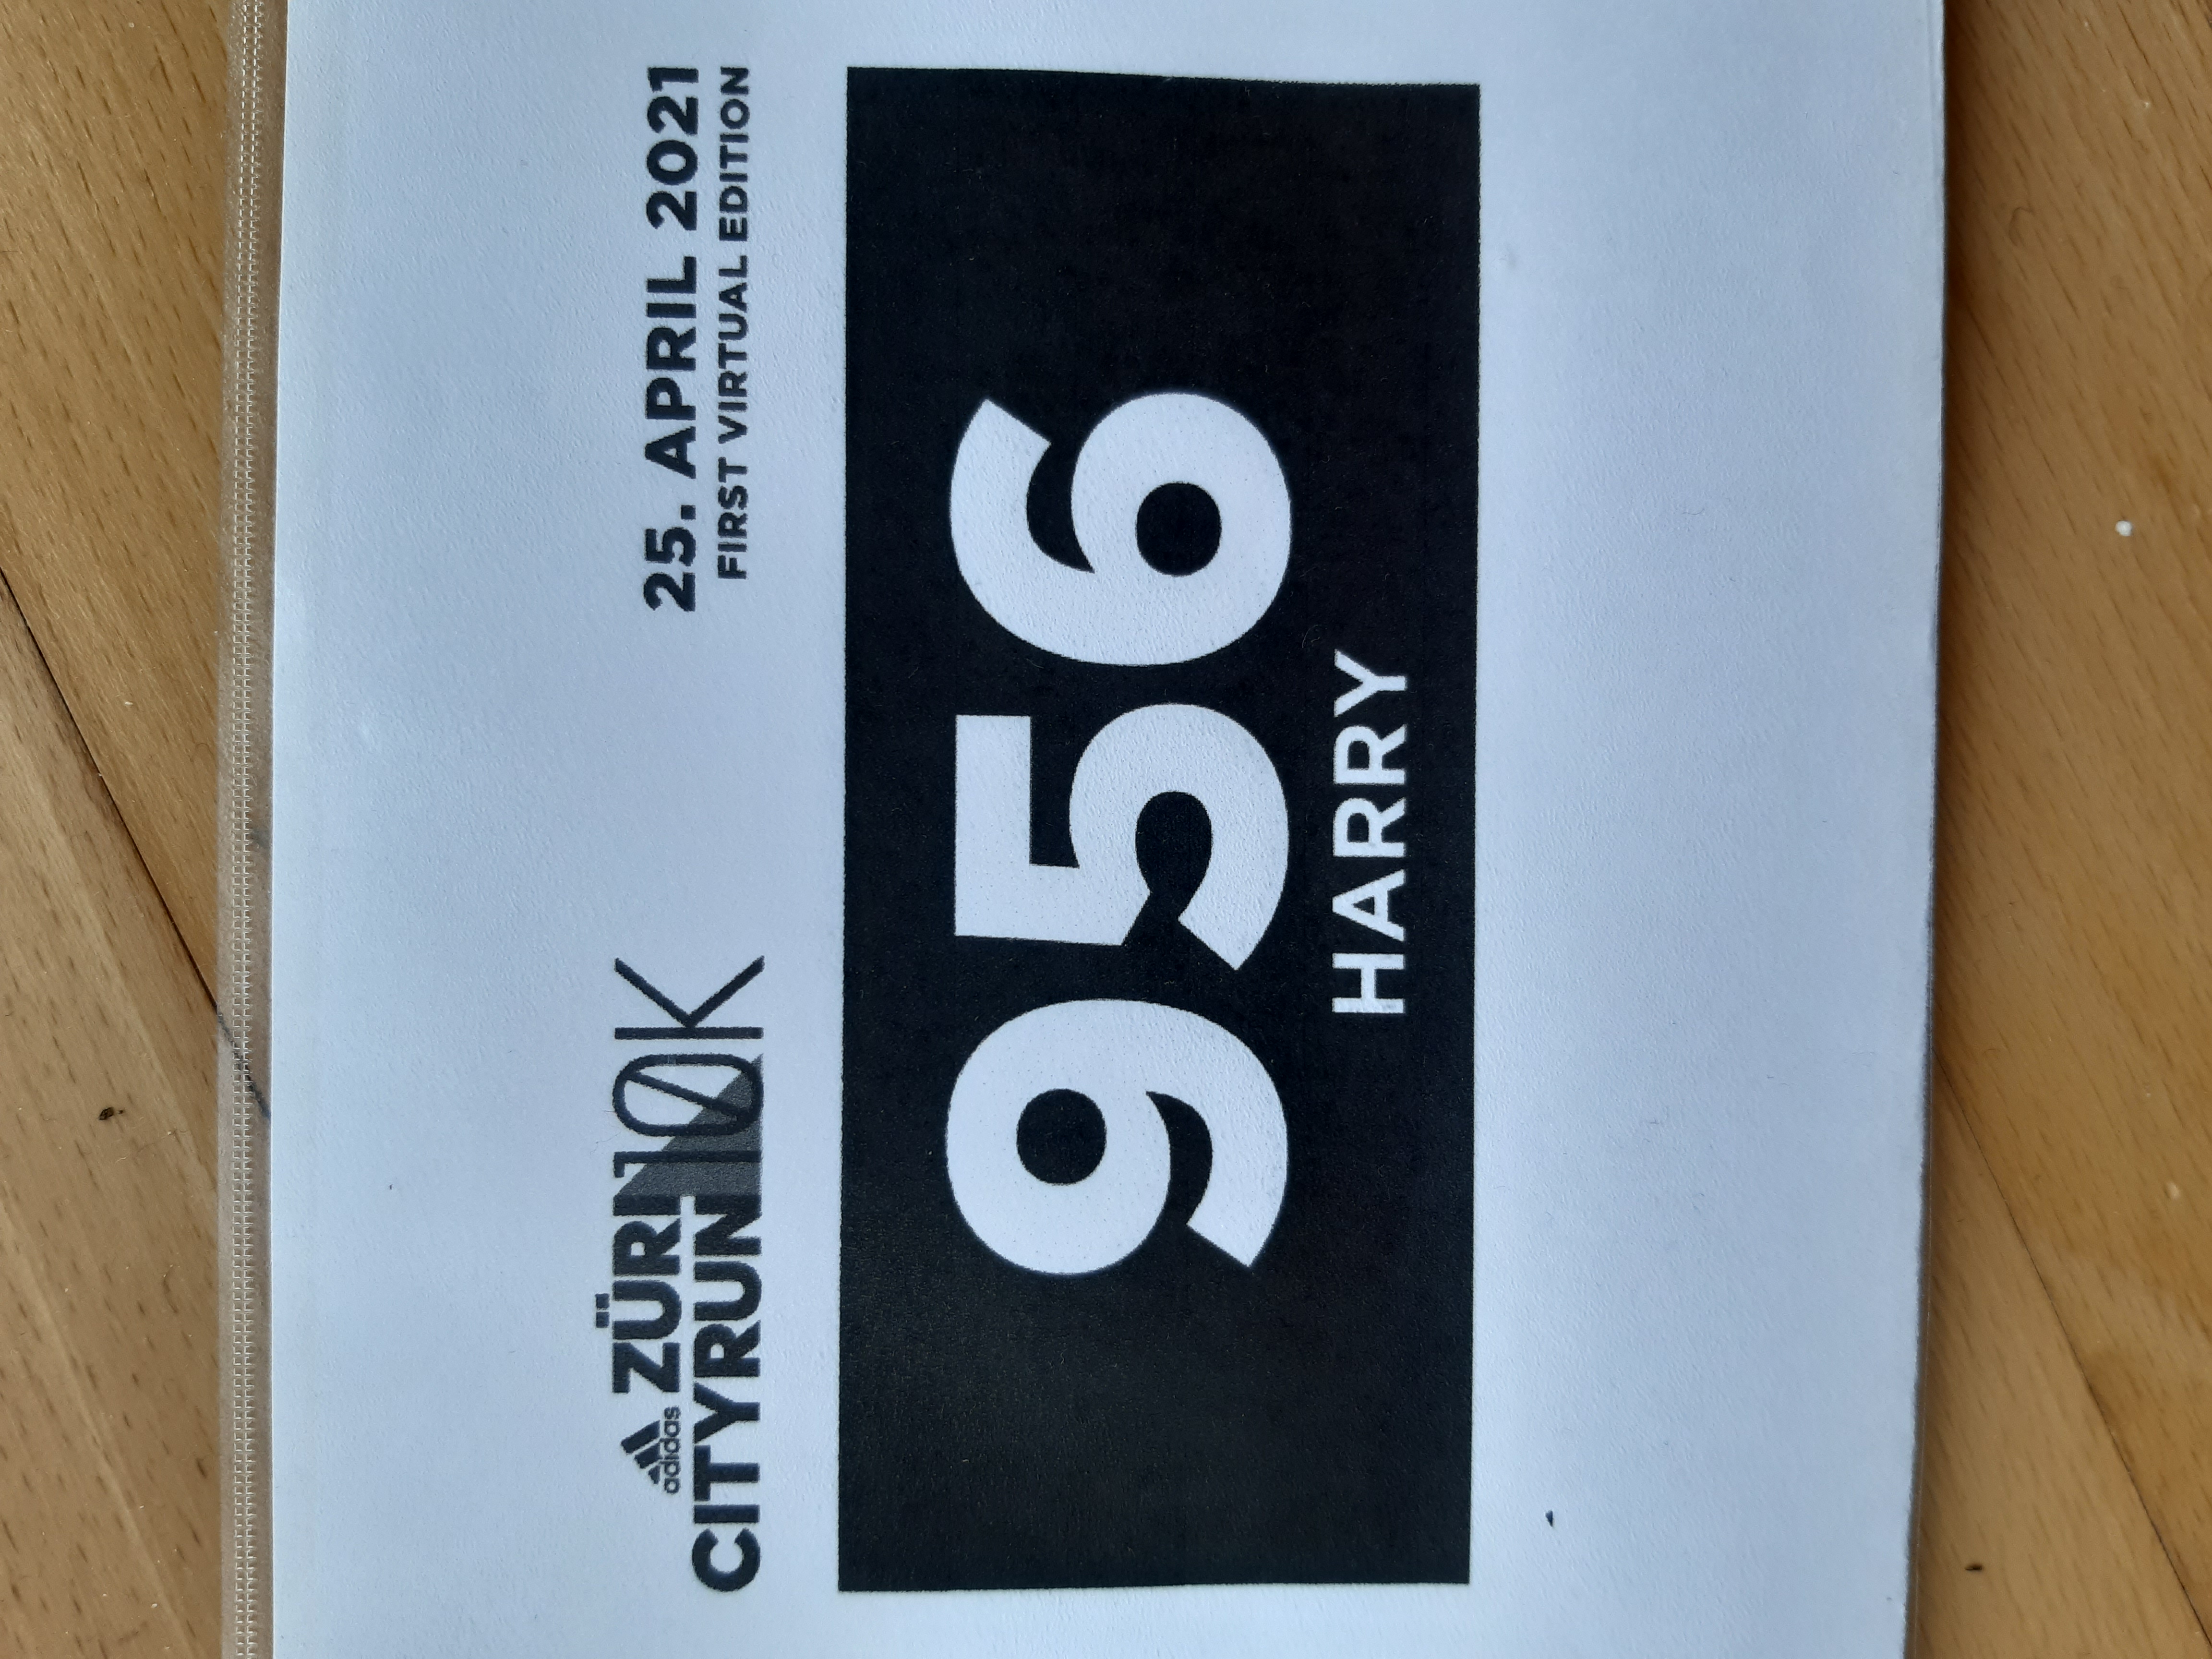 adidas ZÜRI 10K
CITYRUN
25. APRIL 2021
FIRST VIRTUAL EDITION
956
HARRY